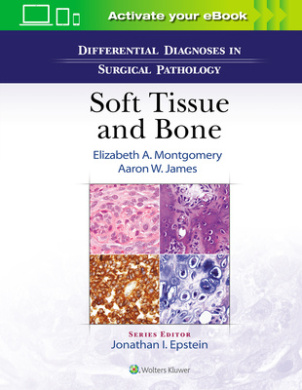 Activate your eBook
DIFFERENTIAL DIAGNOSES IN
SURGICAL PATHOLOGY
Soft Tissue
and Bone
Elizabeth A. Montgomery
Aaron W. James
SERIES EDITOR
Jonathan I. Epstein
Wolters Kluwer